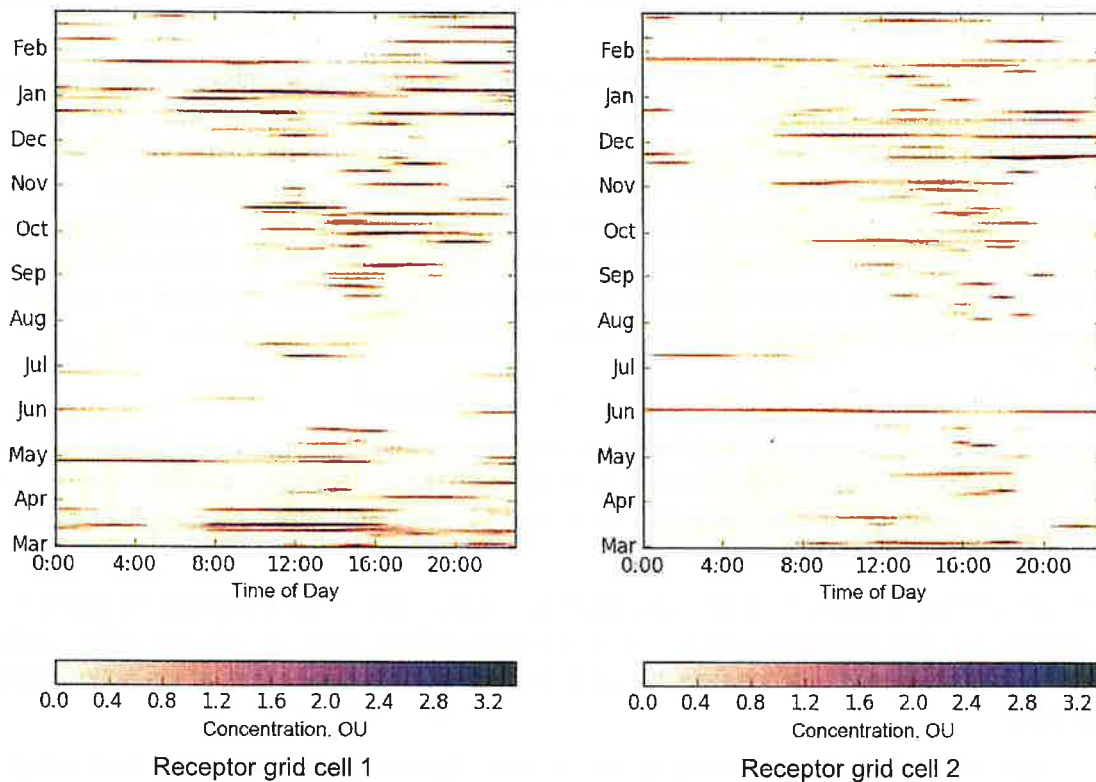 Feb
Jan
Dec
Nov
Oct
Sep
Aug
Jul
Jun
May
Apr
Mar
0:00 4:00 8:00 12:00 16:00 20:00
Time of Day
0.0 0.4 0.8 1.2 1.6 2.0 2.4 2.8 3.2
Concentration, OU
Receptor grid cell 1
Feb
Jan
Dec
Nov
Oct
Sep
Aug
Jul
Jun
May
Apr
Mar
0:00 4:00 8:00 12:00 16:00 20:00
Time of Day
0.0 0.4 0.8 1.2 1.6 2.0 2.4 2.8 3.2
Concentration, OU
Receptor grid cell 2